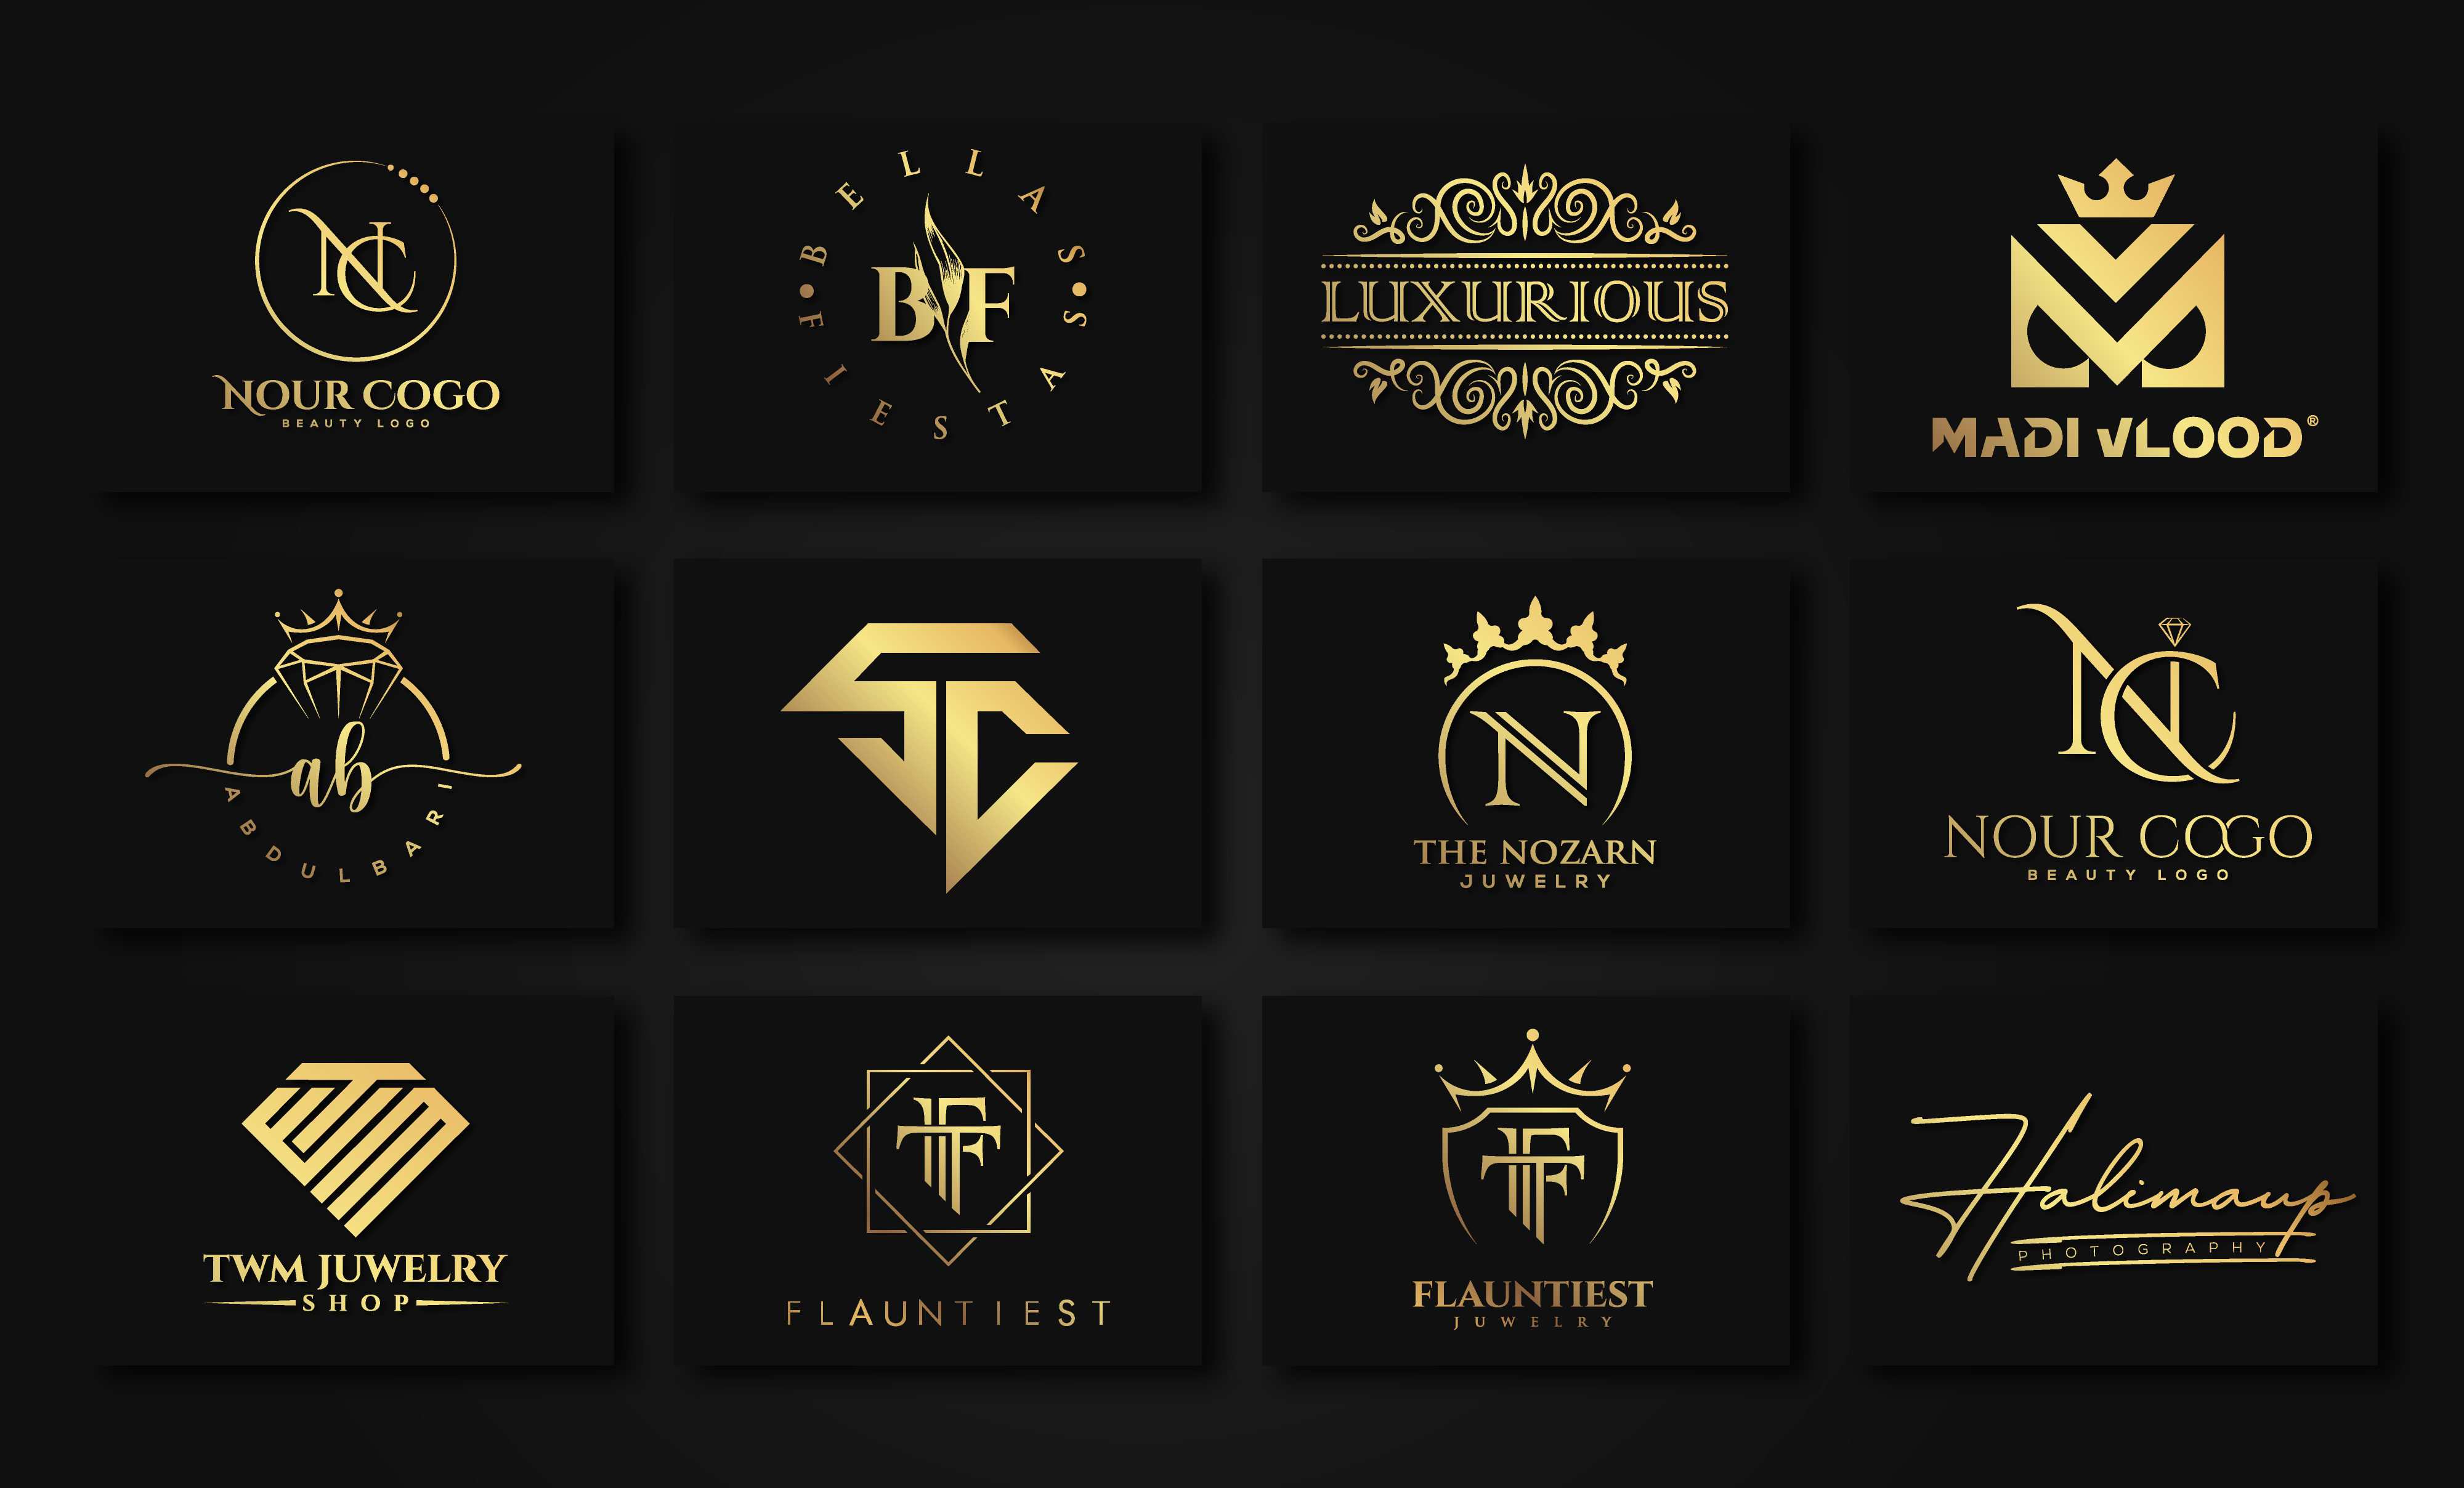 NC
NOUR COGO
BEAUTY LOGO
BELLAS
BF
FIESTAS
LUXURIOUS
M
MADI VLOOD®
ab
ABDULBARI
TC
N
THE NOZARN
JUWELRY
NC
NOUR COGO
BEAUTY LOGO
TWM JUWELRY
SHOP
TF
FLAUNTIEST
TF
FLAUNTIEST
JUWELRY
Halimaup
PHOTOGRAPHY